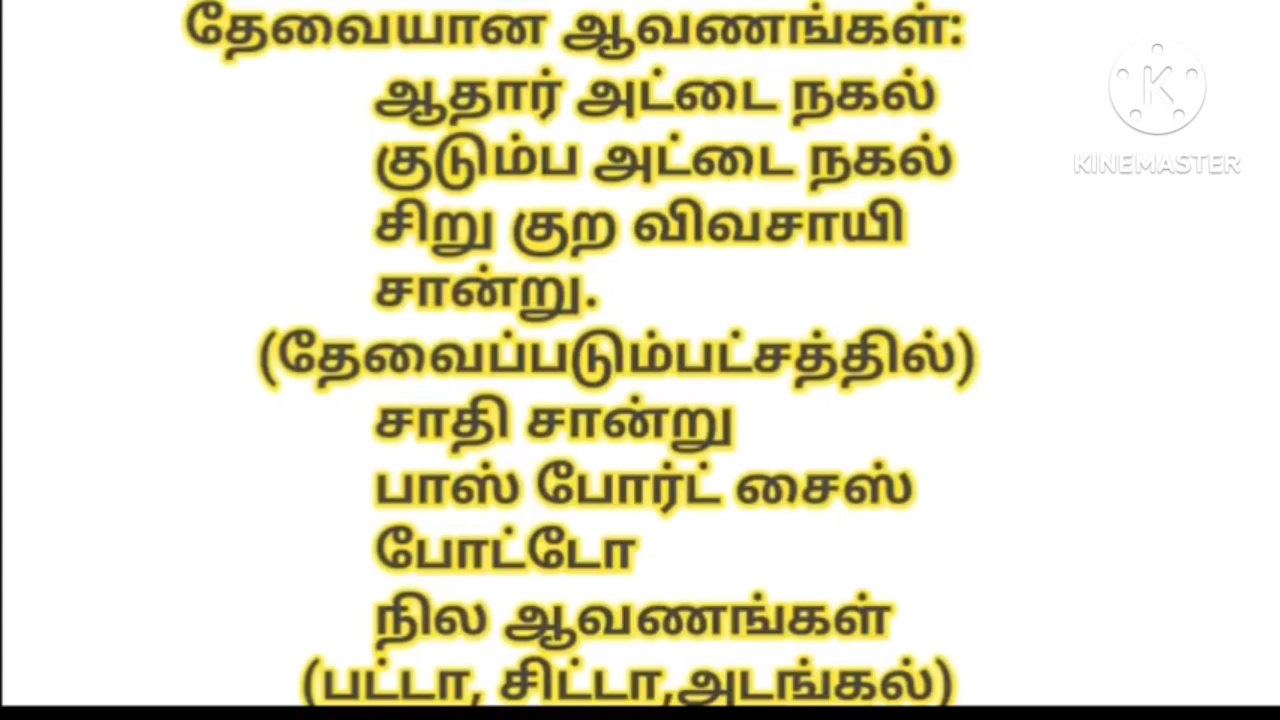 தேவையான ஆவணங்கள்:
ஆதார் அட்டை நகல்
குடும்ப அட்டை நகல்
சிறு குற விவசாயி
சான்று.
(தேவைப்படும்பட்சத்தில்)
சாதி சான்று
பாஸ் போர்ட் சைஸ்
போட்டோ
நில ஆவணங்கள்
(பட்டா, சிட்டா,அடங்கல்)
K
KINEMASTER